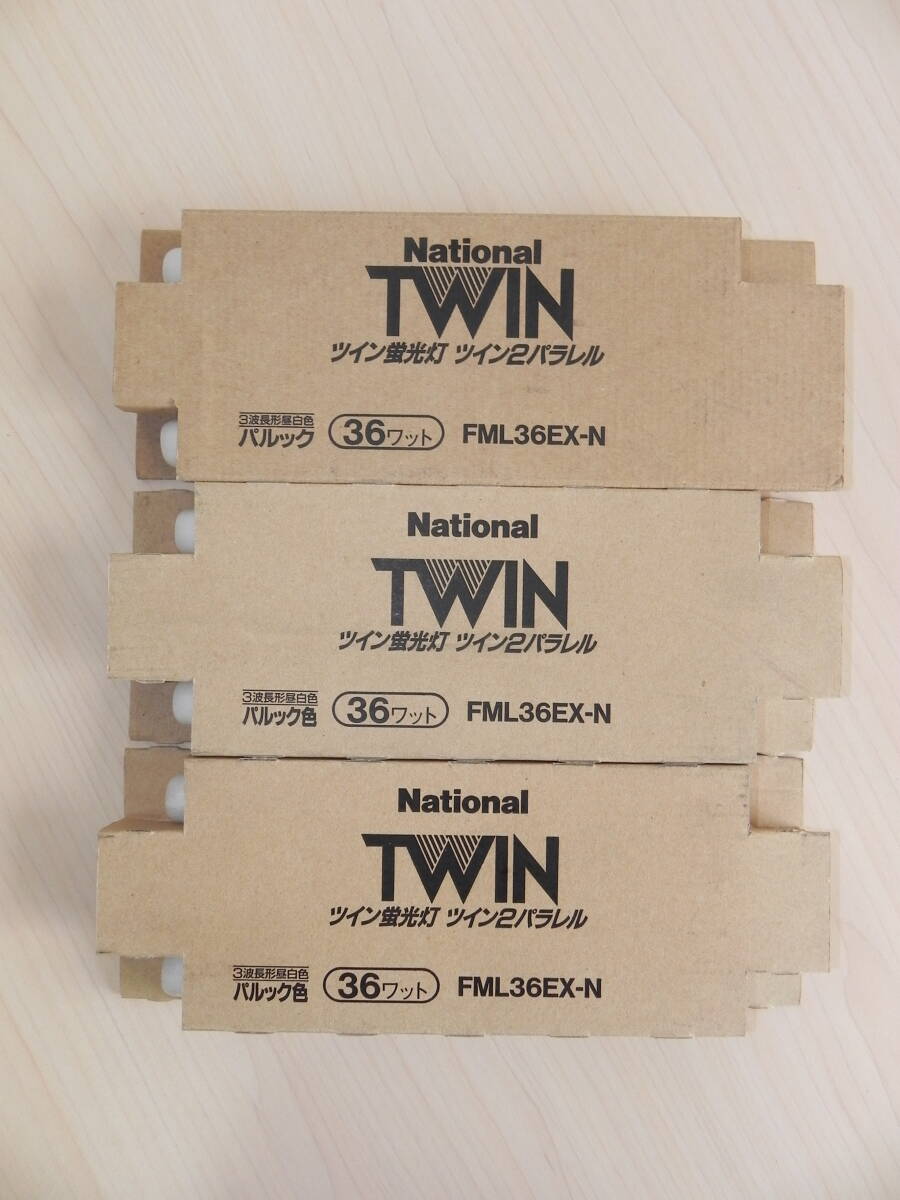 National
TWIN
ツイン蛍光灯 ツイン2パラレル
3波長形昼白色
パルック 36ワット FML36EX-N
National
TWIN
ツイン蛍光灯 ツイン2パラレル
3波長形昼白色
パルック色 36ワット FML36EX-N
National
TWIN
ツイン蛍光灯 ツイン2パラレル
3波長形昼白色
パルック色 36ワット FML36EX-N